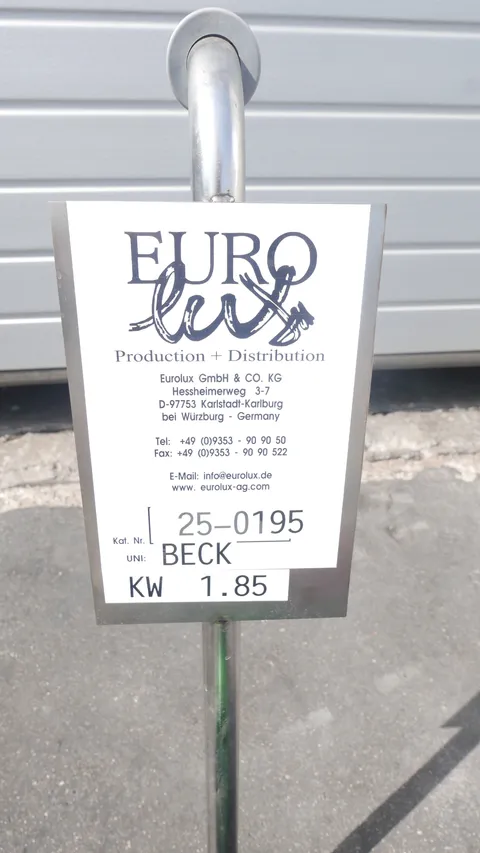 EURO
lux
Production + Distribution
Eurolux GmbH & CO. KG
Hessheimerweg 3-7
D-97753 Karlstadt-Karlburg
bei Würzburg - Germany
Tel: +49 (0)9353 - 90 90 50
Fax: +49 (0)9353 - 90 90 522
E-Mail: info@eurolux.de
www. eurolux-ag.com
Kat. Nr. 25-0195
UNI: BECK
KW 1.85